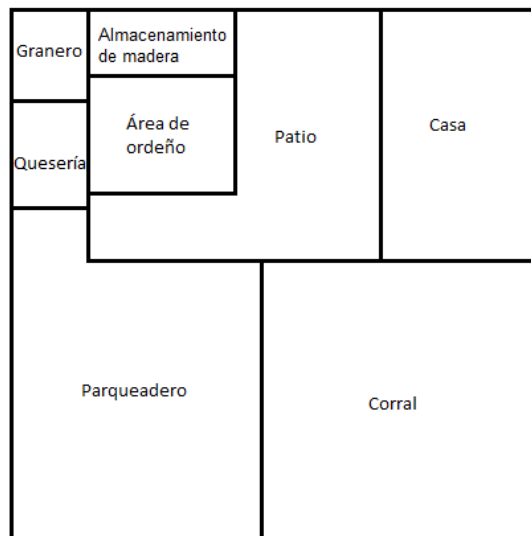 Granero
Almacenamiento
de madera
Área de
ordeño
Patio
Casa
Quesería
Parqueadero
Corral